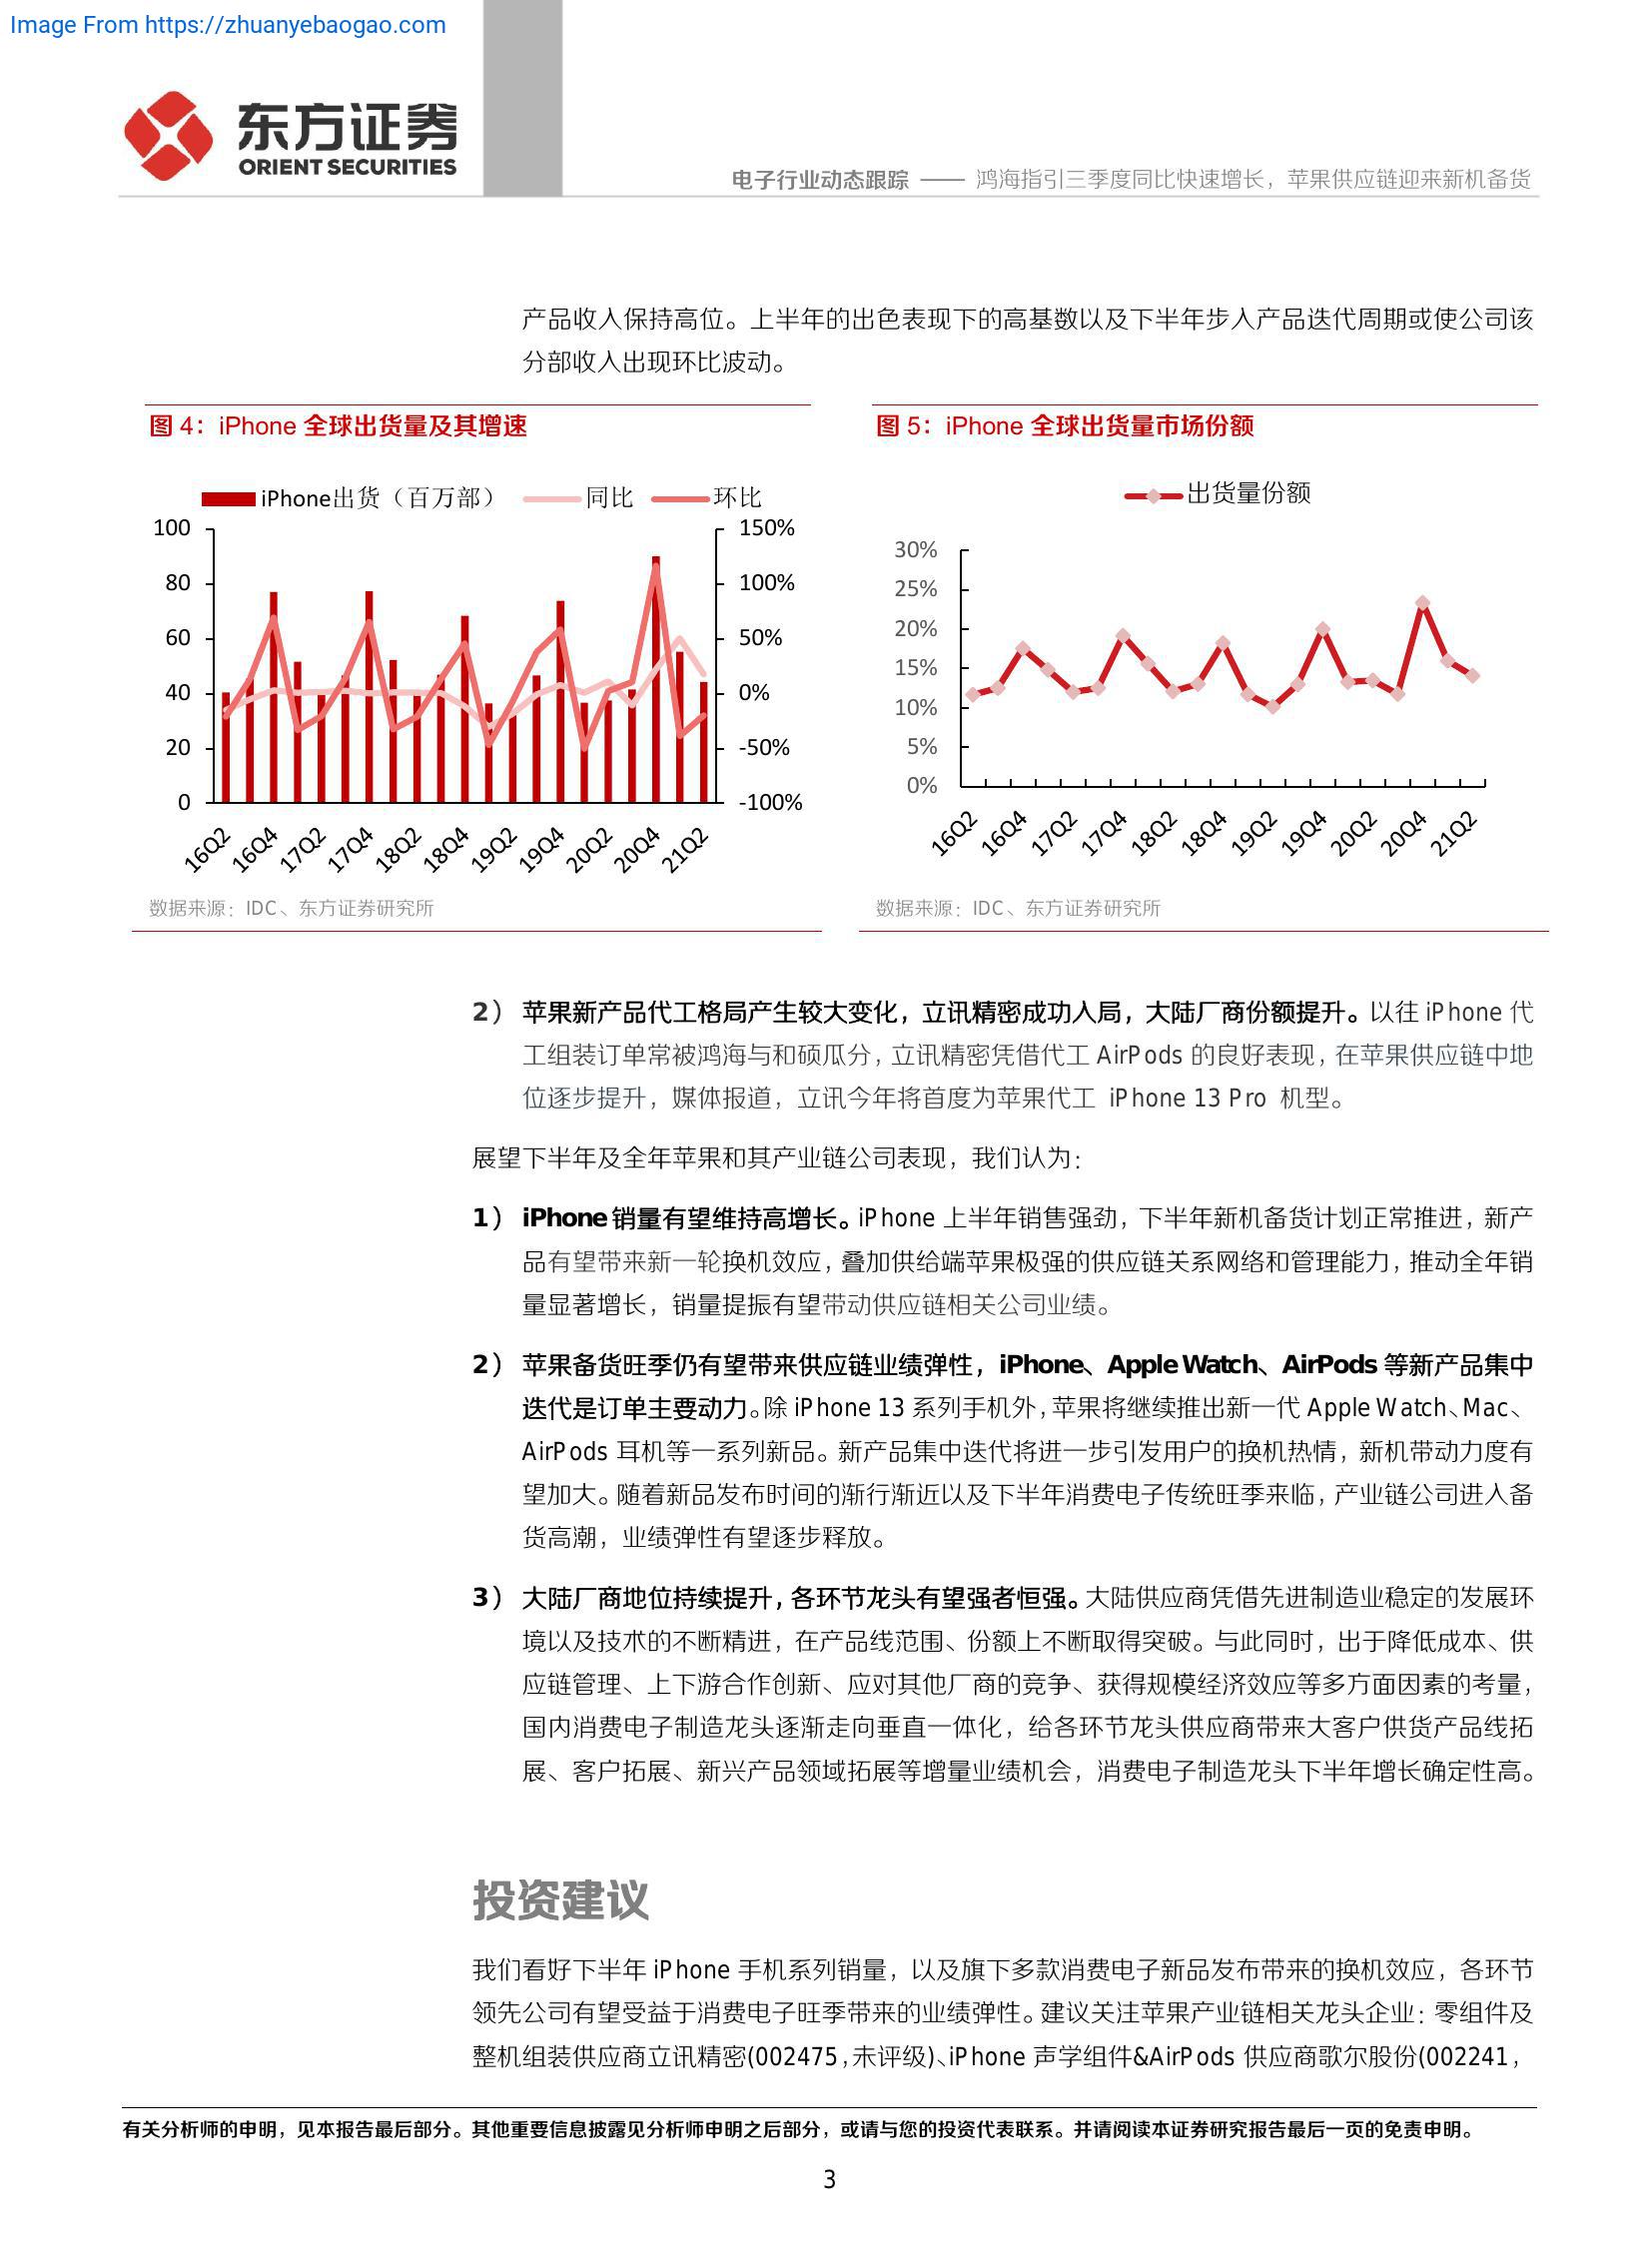 Image From https://zhuanyebaogao.com
东方证券
ORIENT SECURITIES
电子行业动态跟踪 —— 鸿海指引三季度同比快速增长，苹果供应链迎来新机备货
产品收入保持高位。上半年的出色表现下的高基数以及下半年步入产品迭代周期或使公司该
分部收入出现环比波动。
图 4：iPhone 全球出货量及其增速
iPhone出货（百万部） 同比 环比
100
80
60
40
20
0
150%
100%
50%
0%
-50%
-100%
16Q2 16Q4 17Q2 17Q4 18Q2 18Q4 19Q2 19Q4 20Q2 20Q4 21Q2
数据来源：IDC、东方证券研究所
图 5：iPhone 全球出货量市场份额
出货量份额
30%
25%
20%
15%
10%
5%
0%
16Q2 16Q4 17Q2 17Q4 18Q2 18Q4 19Q2 19Q4 20Q2 20Q4 21Q2
数据来源：IDC、东方证券研究所
2） 苹果新产品代工格局产生较大变化，立讯精密成功入局，大陆厂商份额提升。以往 iPhone 代
工组装订单常被鸿海与和硕瓜分，立讯精密凭借代工 AirPods 的良好表现，在苹果供应链中地
位逐步提升，媒体报道，立讯今年将首度为苹果代工 iPhone 13 Pro 机型。
展望下半年及全年苹果和其产业链公司表现，我们认为：
1） iPhone 销量有望维持高增长。iPhone 上半年销售强劲，下半年新机备货计划正常推进，新产
品有望带来新一轮换机效应，叠加供给端苹果极强的供应链关系网络和管理能力，推动全年销
量显著增长，销量提振有望带动供应链相关公司业绩。
2） 苹果备货旺季仍有望带来供应链业绩弹性，iPhone、Apple Watch、AirPods 等新产品集中
迭代是订单主要动力。除 iPhone 13 系列手机外，苹果将继续推出新一代 Apple Watch、Mac、
AirPods 耳机等一系列新品。新产品集中迭代将进一步引发用户的换机热情，新机带动力度有
望加大。随着新品发布时间的渐行渐近以及下半年消费电子传统旺季来临，产业链公司进入备
货高潮，业绩弹性有望逐步释放。
3） 大陆厂商地位持续提升，各环节龙头有望强者恒强。大陆供应商凭借先进制造业稳定的发展环
境以及技术的不断精进，在产品线范围、份额上不断取得突破。与此同时，出于降低成本、供
应链管理、上下游合作创新、应对其他厂商的竞争、获得规模经济效应等多方面因素的考量，
国内消费电子制造龙头逐渐走向垂直一体化，给各环节龙头供应商带来大客户供货产品线拓
展、客户拓展、新兴产品领域拓展等增量业绩机会，消费电子制造龙头下半年增长确定性高。
投资建议
我们看好下半年 iPhone 手机系列销量，以及旗下多款消费电子新品发布带来的换机效应，各环节
领先公司有望受益于消费电子旺季带来的业绩弹性。建议关注苹果产业链相关龙头企业：零组件及
整机组装供应商立讯精密(002475，未评级)、iPhone 声学组件&AirPods 供应商歌尔股份(002241，
有关分析师的申明，见本报告最后部分。其他重要信息披露见分析师申明之后部分，或请与您的投资代表联系。并请阅读本证券研究报告最后一页的免责申明。
3